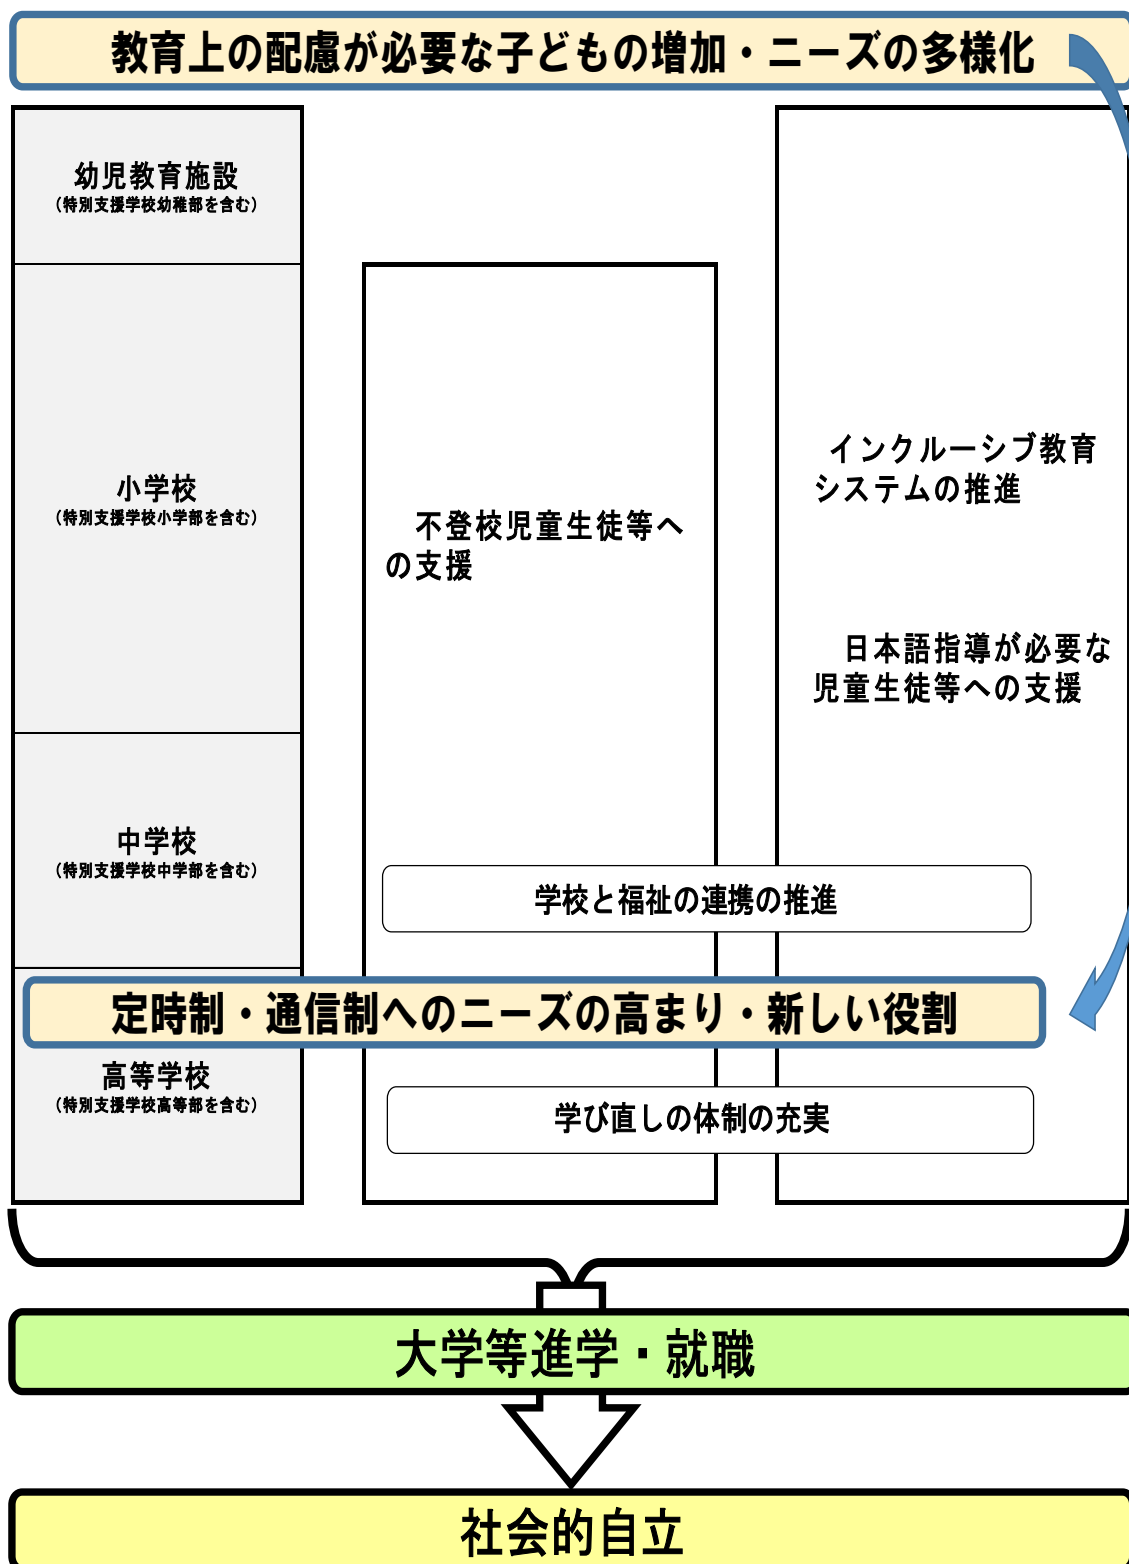 教育上の配慮が必要な子どもの増加・ニーズの多様化
幼児教育施設
（特別支援学校幼稚部を含む）
小学校
（特別支援学校小学部を含む）
不登校児童生徒等へ
の支援
インクルーシブ教育
システムの推進
日本語指導が必要な
児童生徒等への支援
中学校
（特別支援学校中学部を含む）
学校と福祉の連携の推進
定時制・通信制へのニーズの高まり・新しい役割
高等学校
（特別支援学校高等部を含む）
学び直しの体制の充実
大学等進学・就職
社会的自立